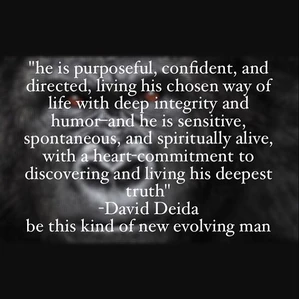 "he is purposeful, confident, and
directed, living his chosen way of
life with deep integrity and
humor--and he is sensitive,
spontaneous, and spiritually alive,
with a heart-commitment to
discovering and living his deepest
truth"
-David Deida
be this kind of new evolving man